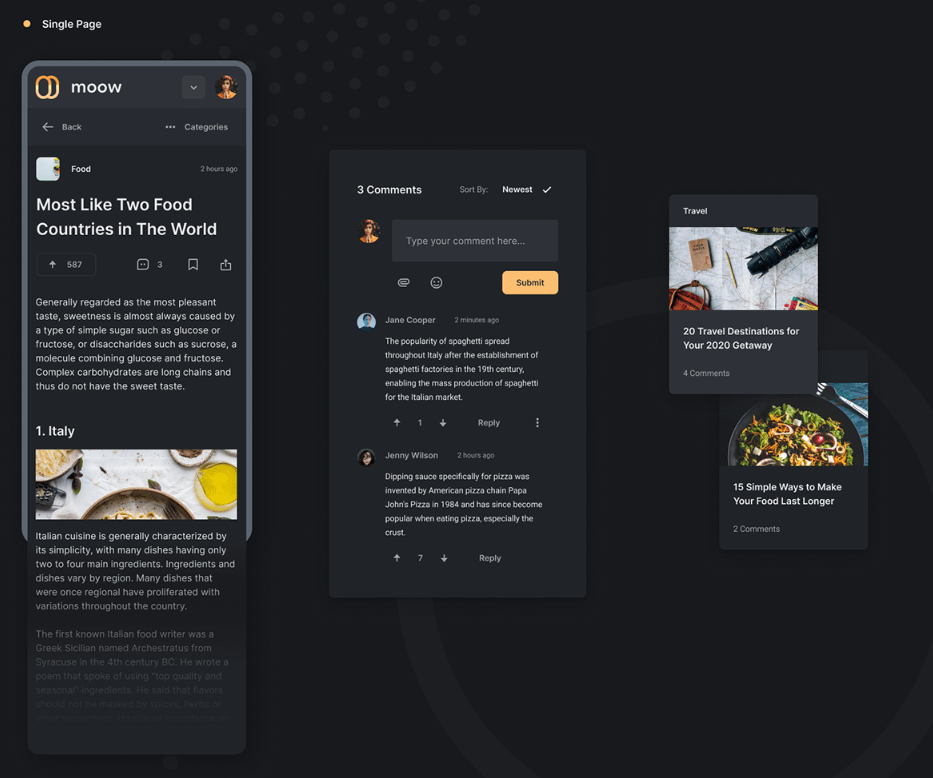 Single Page
moow
Back
Categories
Food
2 hours ago
Most Like Two Food
Countries in The World
587
3
Generally regarded as the most pleasant
taste, sweetness is almost always caused by
a type of simple sugar such as glucose or
fructose, or disaccharides such as sucrose, a
molecule combining glucose and fructose.
Complex carbohydrates are long chains and
thus do not have the sweet taste.
1. Italy
Italian cuisine is generally characterized by
its simplicity, with many dishes having only
two to four main ingredients. Ingredients and
dishes vary by region. Many dishes that
were once regional have proliferated with
variations throughout the country.
The first known Italian food writer was a
Greek Sicilian named Archestratus from
Syracuse in the 4th century BC. He wrote a
poem that spoke of using "top quality and
seasonal" ingredients. He said that flavors
should not be masked by spices, herbs or
3 Comments
Sort By:
Newest
Type your comment here...
Submit
Jane Cooper
2 minutes ago
The popularity of spaghetti spread
throughout Italy after the establishment of
spaghetti factories in the 19th century,
enabling the mass production of spaghetti
for the Italian market.
1
Reply
Jenny Wilson
2 hours ago
Dipping sauce specifically for pizza was
invented by American pizza chain Papa
John's Pizza in 1984 and has since become
popular when eating pizza, especially the
crust.
7
Reply
Travel
20 Travel Destinations for
Your 2020 Getaway
4 Comments
15 Simple Ways to Make
Your Food Last Longer
2 Comments